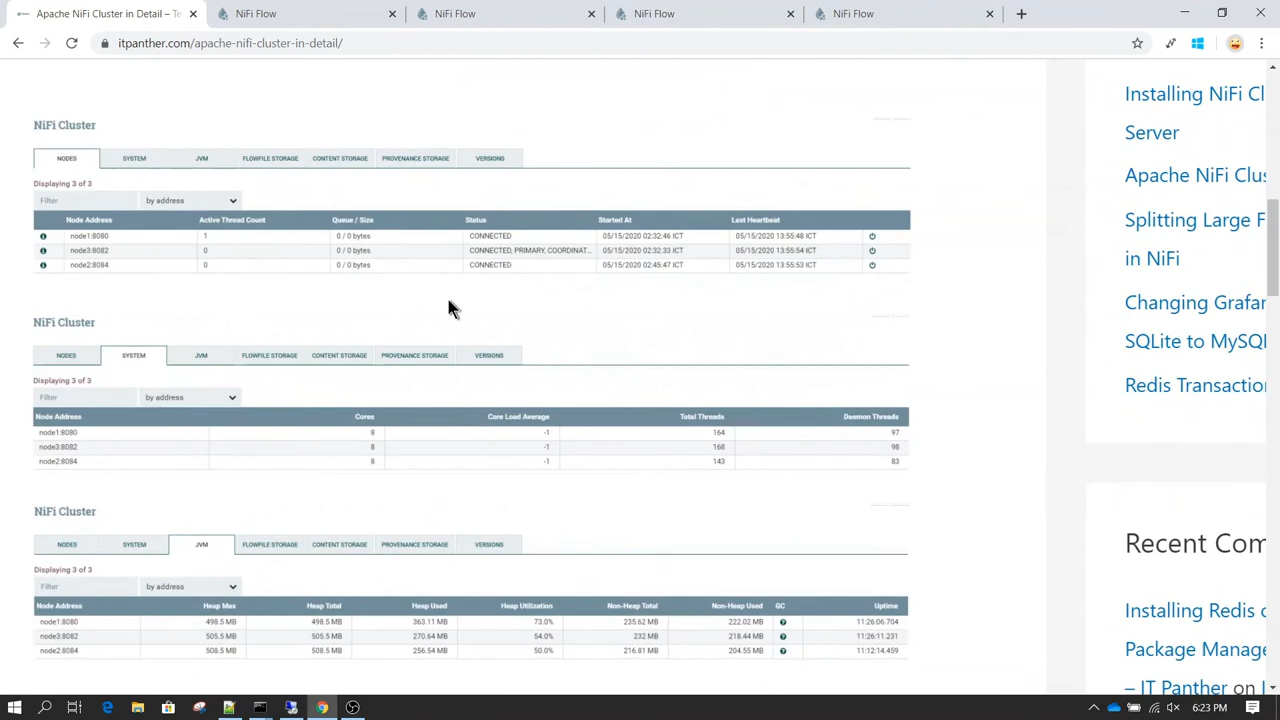 Apache NiFi Cluster in Detail – Te
NiFi Flow
NiFi Flow
NiFi Flow
NiFi Flow
itpanther.com/apache-nifi-cluster-in-detail/
NiFi Cluster
NODES SYSTEM JVM FLOWFILE STORAGE CONTENT STORAGE PROVENANCE STORAGE VERSIONS
Displaying 3 of 3
Filter by address
Node Address Active Thread Count Queue / Size Status Started At Last Heartbeat
node1:8080 1 0 / 0 bytes CONNECTED 05/15/2020 02:32:46 ICT 05/15/2020 13:55:48 ICT
node3:8082 0 0 / 0 bytes CONNECTED, PRIMARY, COORDINAT... 05/15/2020 02:32:33 ICT 05/15/2020 13:55:54 ICT
node2:8084 0 0 / 0 bytes CONNECTED 05/15/2020 02:45:47 ICT 05/15/2020 13:55:53 ICT
NiFi Cluster
NODES SYSTEM JVM FLOWFILE STORAGE CONTENT STORAGE PROVENANCE STORAGE VERSIONS
Displaying 3 of 3
Filter by address
Node Address Cores Core Load Average Total Threads Daemon Threads
node1:8080 8 -1 164 97
node3:8082 8 -1 168 98
node2:8084 8 -1 143 83
NiFi Cluster
NODES SYSTEM JVM FLOWFILE STORAGE CONTENT STORAGE PROVENANCE STORAGE VERSIONS
Displaying 3 of 3
Filter by address
Node Address Heap Max Heap Total Heap Used Heap Utilization Non-Heap Total Non-Heap Used GC Uptime
node1:8080 498.5 MB 498.5 MB 363.11 MB 73.0% 235.62 MB 222.02 MB 11:26:06.704
node3:8082 505.5 MB 505.5 MB 270.64 MB 54.0% 232 MB 218.44 MB 11:26:11.231
node2:8084 508.5 MB 508.5 MB 256.54 MB 50.0% 216.81 MB 204.55 MB 11:12:14.459
Installing NiFi Cl
Server
Apache NiFi Clus
Splitting Large F
in NiFi
Changing Grafan
SQLite to MySQL
Redis Transaction
Recent Com
Installing Redis o
Package Manage
– IT Panther on I
6:23 PM